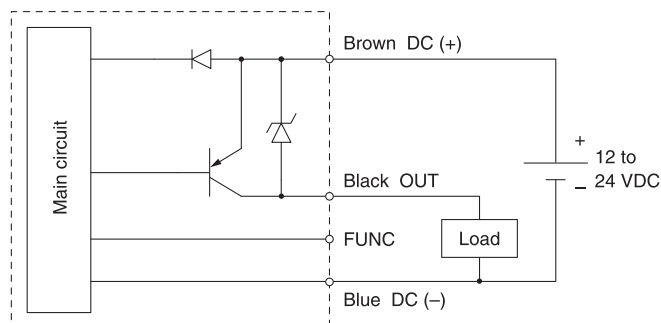 Brown DC (+)
Main circuit
+
12 to
– 24 VDC
Black OUT
FUNC
Load
Blue DC (–)